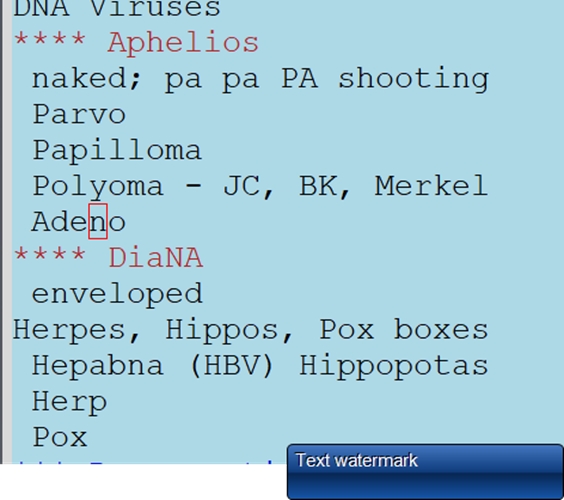 DNA Viruses
**** Aphelios
naked; pa pa PA shooting
Parvo
Papilloma
Polyoma - JC, BK, Merkel
Adeno
**** DiaNA
enveloped
Herpes, Hippos, Pox boxes
Hepabna (HBV) Hippopotas
Herp
Pox
Text watermark